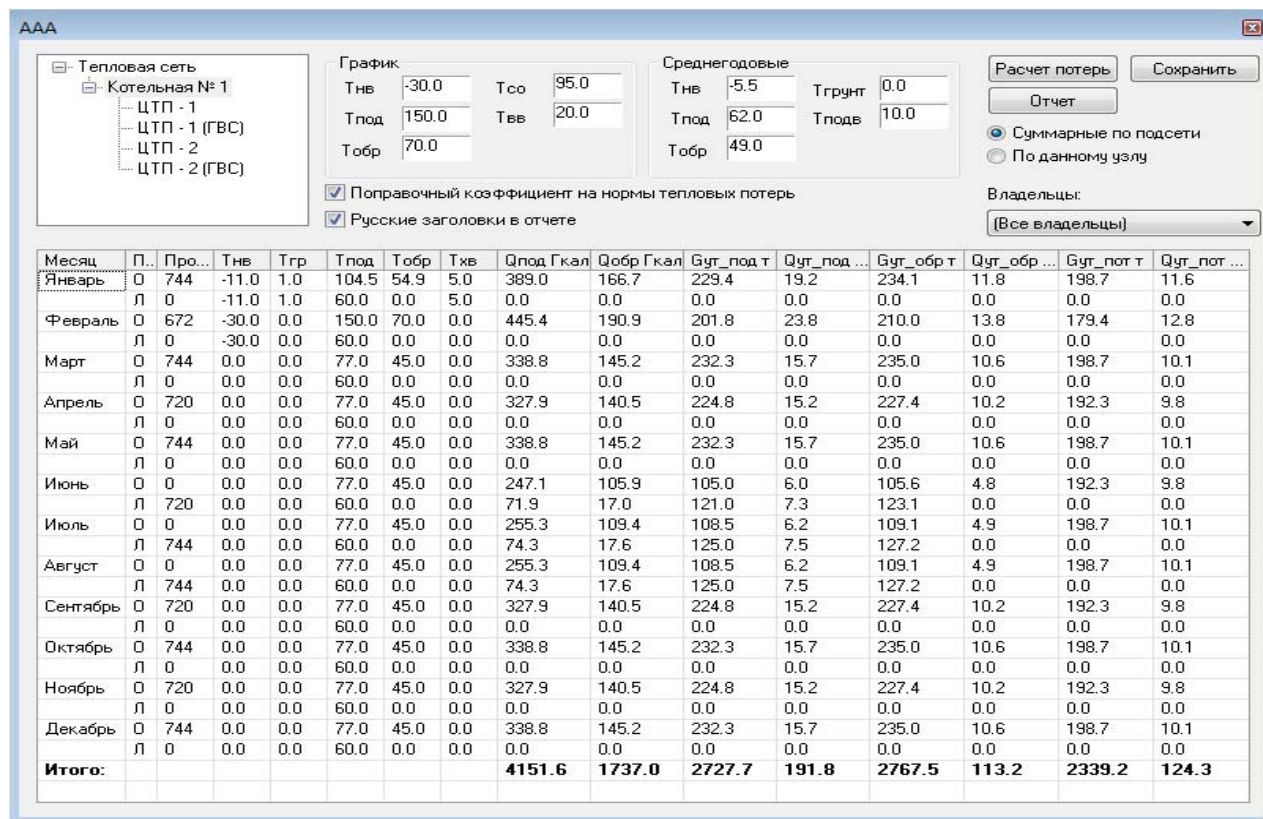 ААА
Тепловая сеть
Котельная № 1
ЦТП - 1
ЦТП - 1 (ГВС)
ЦТП - 2
ЦТП - 2 (ГВС)
График
Тнв -30.0 Тсо 95.0
Тпод 150.0 Твв 20.0
Тобр 70.0
Среднегодовые
Тнв -5.5 Тгрунт 0.0
Тпод 62.0 Тподв 10.0
Тобр 49.0
Расчет потерь Сохранить
Отчет
Суммарные по подсети
По данному узлу
Поправочный коэффициент на нормы тепловых потерь
Русские заголовки в отчете
Владельцы:
(Все владельцы)
Месяц П.. Про... Тнв Тгр Тпод Тобр Тхв Qпод Гкал Qобр Гкал Gут_под т Qут_под ... Gут_обр т Qут_обр ... Gут_пот т Qут_пот ...
Январь О 744 -11.0 1.0 104.5 54.9 5.0 389.0 166.7 229.4 19.2 234.1 11.8 198.7 11.6
Л 0 -11.0 1.0 60.0 0.0 5.0 0.0 0.0 0.0 0.0 0.0 0.0 0.0 0.0
Февраль О 672 -30.0 0.0 150.0 70.0 0.0 445.4 190.9 201.8 23.8 210.0 13.8 179.4 12.8
Л 0 -30.0 0.0 60.0 0.0 0.0 0.0 0.0 0.0 0.0 0.0 0.0 0.0 0.0
Март О 744 0.0 0.0 77.0 45.0 0.0 338.8 145.2 232.3 15.7 235.0 10.6 198.7 10.1
Л 0 0.0 0.0 60.0 0.0 0.0 0.0 0.0 0.0 0.0 0.0 0.0 0.0 0.0
Апрель О 720 0.0 0.0 77.0 45.0 0.0 327.9 140.5 224.8 15.2 227.4 10.2 192.3 9.8
Л 0 0.0 0.0 60.0 0.0 0.0 0.0 0.0 0.0 0.0 0.0 0.0 0.0 0.0
Май О 744 0.0 0.0 77.0 45.0 0.0 338.8 145.2 232.3 15.7 235.0 10.6 198.7 10.1
Л 0 0.0 0.0 60.0 0.0 0.0 0.0 0.0 0.0 0.0 0.0 0.0 0.0 0.0
Июнь О 0 0.0 0.0 77.0 45.0 0.0 247.1 105.9 105.0 6.0 105.6 4.8 192.3 9.8
Л 720 0.0 0.0 60.0 0.0 0.0 71.9 17.0 121.0 7.3 123.1 0.0 0.0 0.0
Июль О 0 0.0 0.0 77.0 45.0 0.0 255.3 109.4 108.5 6.2 109.1 4.9 198.7 10.1
Л 744 0.0 0.0 60.0 0.0 0.0 74.3 17.6 125.0 7.5 127.2 0.0 0.0 0.0
Август О 0 0.0 0.0 77.0 45.0 0.0 255.3 109.4 108.5 6.2 109.1 4.9 198.7 10.1
Л 744 0.0 0.0 60.0 0.0 0.0 74.3 17.6 125.0 7.5 127.2 0.0 0.0 0.0
Сентябрь О 720 0.0 0.0 77.0 45.0 0.0 327.9 140.5 224.8 15.2 227.4 10.2 192.3 9.8
Л 0 0.0 0.0 60.0 0.0 0.0 0.0 0.0 0.0 0.0 0.0 0.0 0.0 0.0
Октябрь О 744 0.0 0.0 77.0 45.0 0.0 338.8 145.2 232.3 15.7 235.0 10.6 198.7 10.1
Л 0 0.0 0.0 60.0 0.0 0.0 0.0 0.0 0.0 0.0 0.0 0.0 0.0 0.0
Ноябрь О 720 0.0 0.0 77.0 45.0 0.0 327.9 140.5 224.8 15.2 227.4 10.2 192.3 9.8
Л 0 0.0 0.0 60.0 0.0 0.0 0.0 0.0 0.0 0.0 0.0 0.0 0.0 0.0
Декабрь О 744 0.0 0.0 77.0 45.0 0.0 338.8 145.2 232.3 15.7 235.0 10.6 198.7 10.1
Л 0 0.0 0.0 60.0 0.0 0.0 0.0 0.0 0.0 0.0 0.0 0.0 0.0 0.0
Итого: 4151.6 1737.0 2727.7 191.8 2767.5 113.2 2339.2 124.3